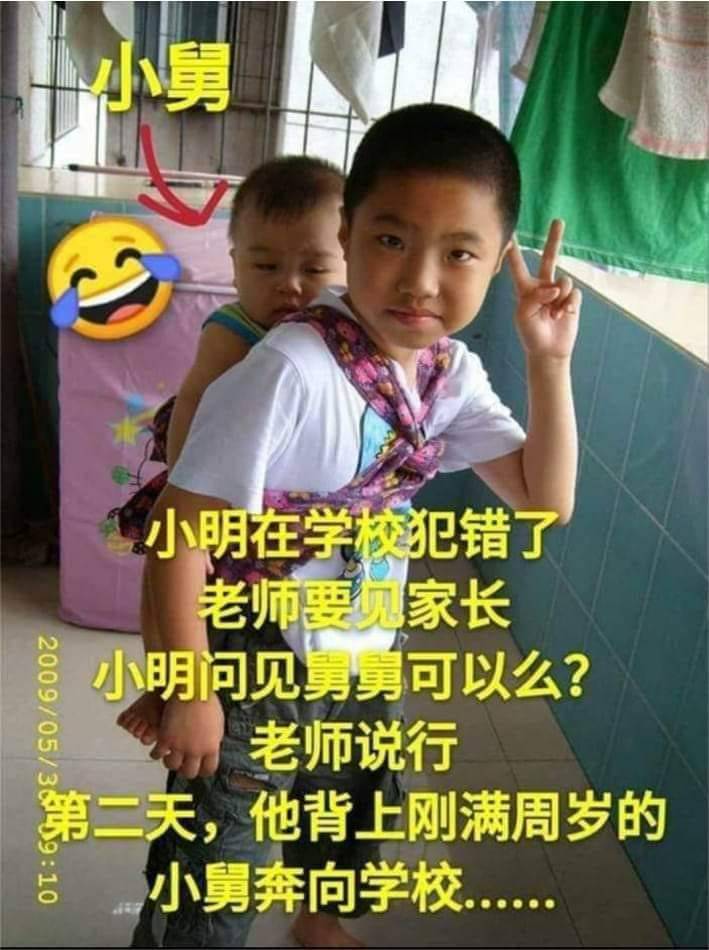 小舅
小明在学校犯错了
老师要见家长
小明问见舅舅可以么？
老师说行
第二天，他背上刚满周岁的
小舅奔向学校......
2009/05/30 09:10